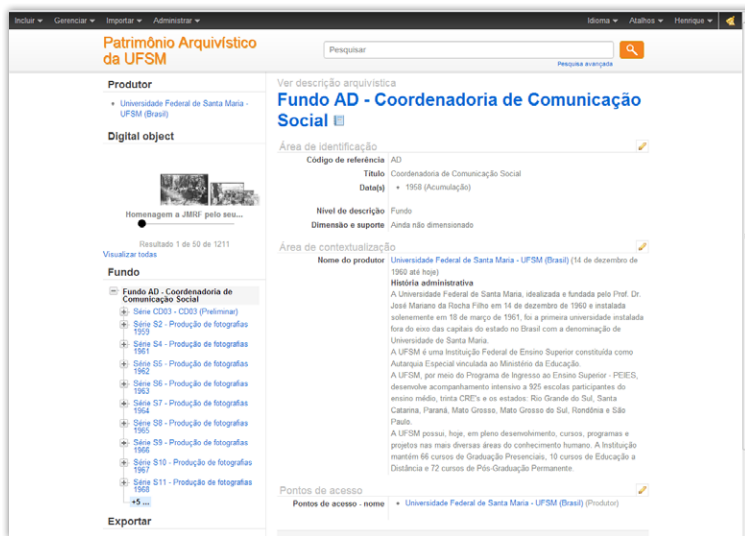 Incluir Gerenciar Importar Administrar Idioma Atalhos Henrique
Patrimônio Arquivístico
da UFSM
Pesquisar
Pesquisa avançada
Produtor
Universidade Federal de Santa Maria -
UFSM (Brasil)
Digital object
Homenagem a JMRF pelo seu...
Resultado 1 de 50 de 1211
Visualizar todas
Fundo
Fundo AD - Coordenadoria de
Comunicação Social
Série CD03 - CD03 (Preliminar)
Série S2 - Produção de fotografias
1959
Série S4 - Produção de fotografias
1961
Série S5 - Produção de fotografias
1962
Série S6 - Produção de fotografias
1963
Série S7 - Produção de fotografias
1964
Série S8 - Produção de fotografias
1965
Série S9 - Produção de fotografias
1966
Série S10 - Produção de fotografias
1967
Série S11 - Produção de fotografias
1968
+5 ...
Exportar
Ver descrição arquivística
Fundo AD - Coordenadoria de Comunicação
Social
Área de identificação
Código de referência AD
Título Coordenadoria de Comunicação Social
Data(s) 1958 (Acumulação)
Nível de descrição Fundo
Dimensão e suporte Ainda não dimensionado
Área de contextualização
Nome do produtor Universidade Federal de Santa Maria - UFSM (Brasil) (14 de dezembro de
1960 até hoje)
História administrativa
A Universidade Federal de Santa Maria, idealizada e fundada pelo Prof. Dr.
José Mariano da Rocha Filho em 14 de dezembro de 1960 e instalada
solenemente em 18 de março de 1961, foi a primeira universidade instalada
fora do eixo das capitais do estado no Brasil com a denominação de
Universidade de Santa Maria.
A UFSM é uma Instituição Federal de Ensino Superior constituída como
Autarquia Especial vinculada ao Ministério da Educação.
A UFSM, por meio do Programa de Ingresso ao Ensino Superior - PEIES,
desenvolve acompanhamento intensivo a 925 escolas participantes do
ensino médio, trinta CRE's e os estados: Rio Grande do Sul, Santa
Catarina, Paraná, Mato Grosso, Mato Grosso do Sul, Rondônia e São
Paulo.
A UFSM possui, hoje, em pleno desenvolvimento, cursos, programas e
projetos nas mais diversas áreas do conhecimento humano. A Instituição
mantém 66 cursos de Graduação Presenciais, 10 cursos de Educação a
Distância e 72 cursos de Pós-Graduação Permanente.
Pontos de acesso
Pontos de acesso - nome Universidade Federal de Santa Maria - UFSM (Brasil) (Produtor)